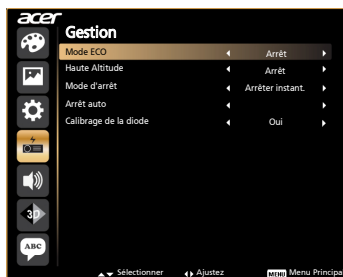 acer
Gestion
Mode ECO Arrêt
Haute Altitude Arrêt
Mode d'arrêt Arrêter instant.
Arrêt auto
Calibrage de la diode Oui
3D
ABC
Sélectionner Ajustez MENU Menu Principa